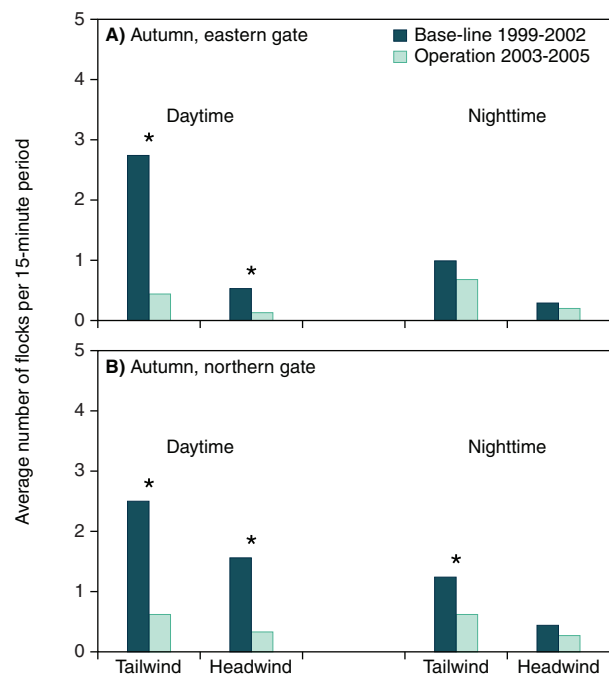 Average number of flocks per 15-minute period
A) Autumn, eastern gate
Base-line 1999-2002
Operation 2003-2005
Daytime
Nighttime
5
4
3
2
1
0
*
*
B) Autumn, northern gate
Daytime
Nighttime
5
4
3
2
1
0
*
*
*
Tailwind Headwind Tailwind Headwind